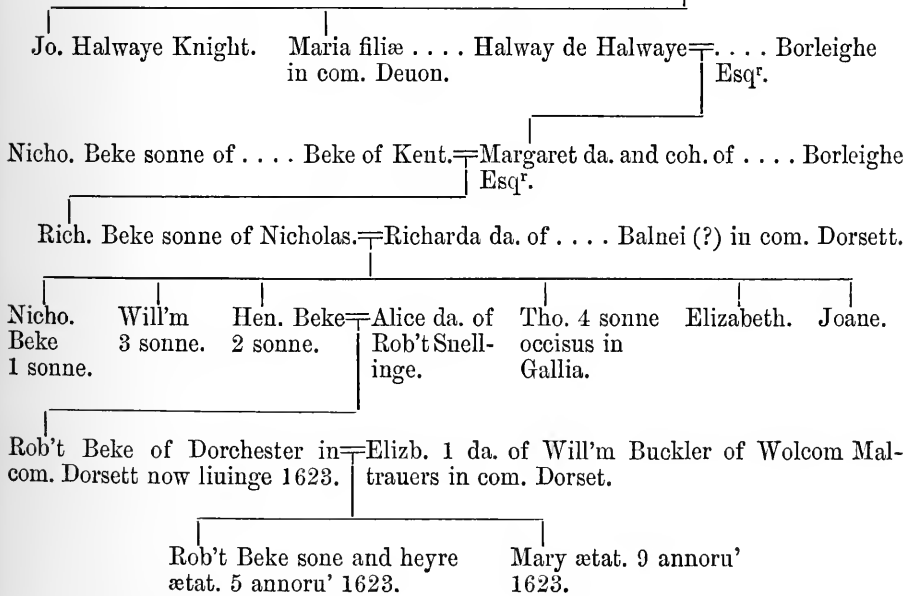 Jo. Halwaye Knight. Maria filiæ . . . . Halway de Halwaye=. . . . Borleighe
in com. Deuon. Esqʳ.
Nicho. Beke sonne of . . . . Beke of Kent.=Margaret da. and coh. of . . . . Borleighe
Esqʳ.
Rich. Beke sonne of Nicholas.=Richarda da. of . . . . Balnei (?) in com. Dorsett.
Nicho. Will'm Hen. Beke=Alice da. of Tho. 4 sonne Elizabeth. Joane.
Beke 3 sonne. 2 sonne. Rob't Snell- occisus in
1 sonne. inge. Gallia.
Rob't Beke of Dorchester in=Elizb. 1 da. of Will'm Buckler of Wolcom Mal-
com. Dorsett now liuinge 1623. trauers in com. Dorset.
Rob't Beke sone and heyre Mary ætat. 9 annoru'
ætat. 5 annoru' 1623. 1623.